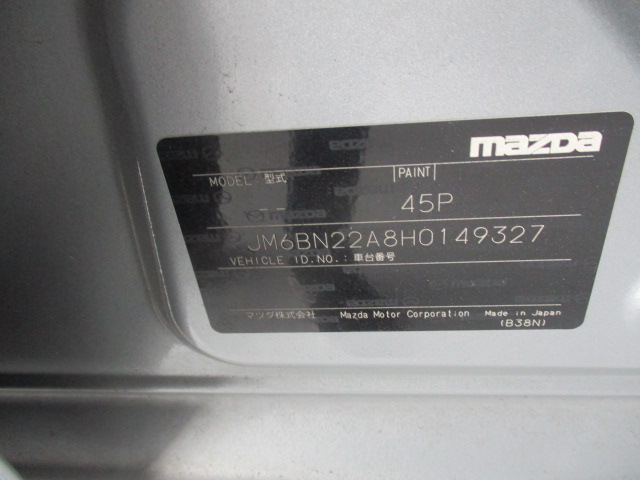 mazda
MODEL : 型式 PAINT
-- -- 45P
JM6BN22A8H0149327
VEHICLE ID.NO.: 車台番号
マツダ株式会社 Mazda Motor Corporation Made in Japan
(B38N)